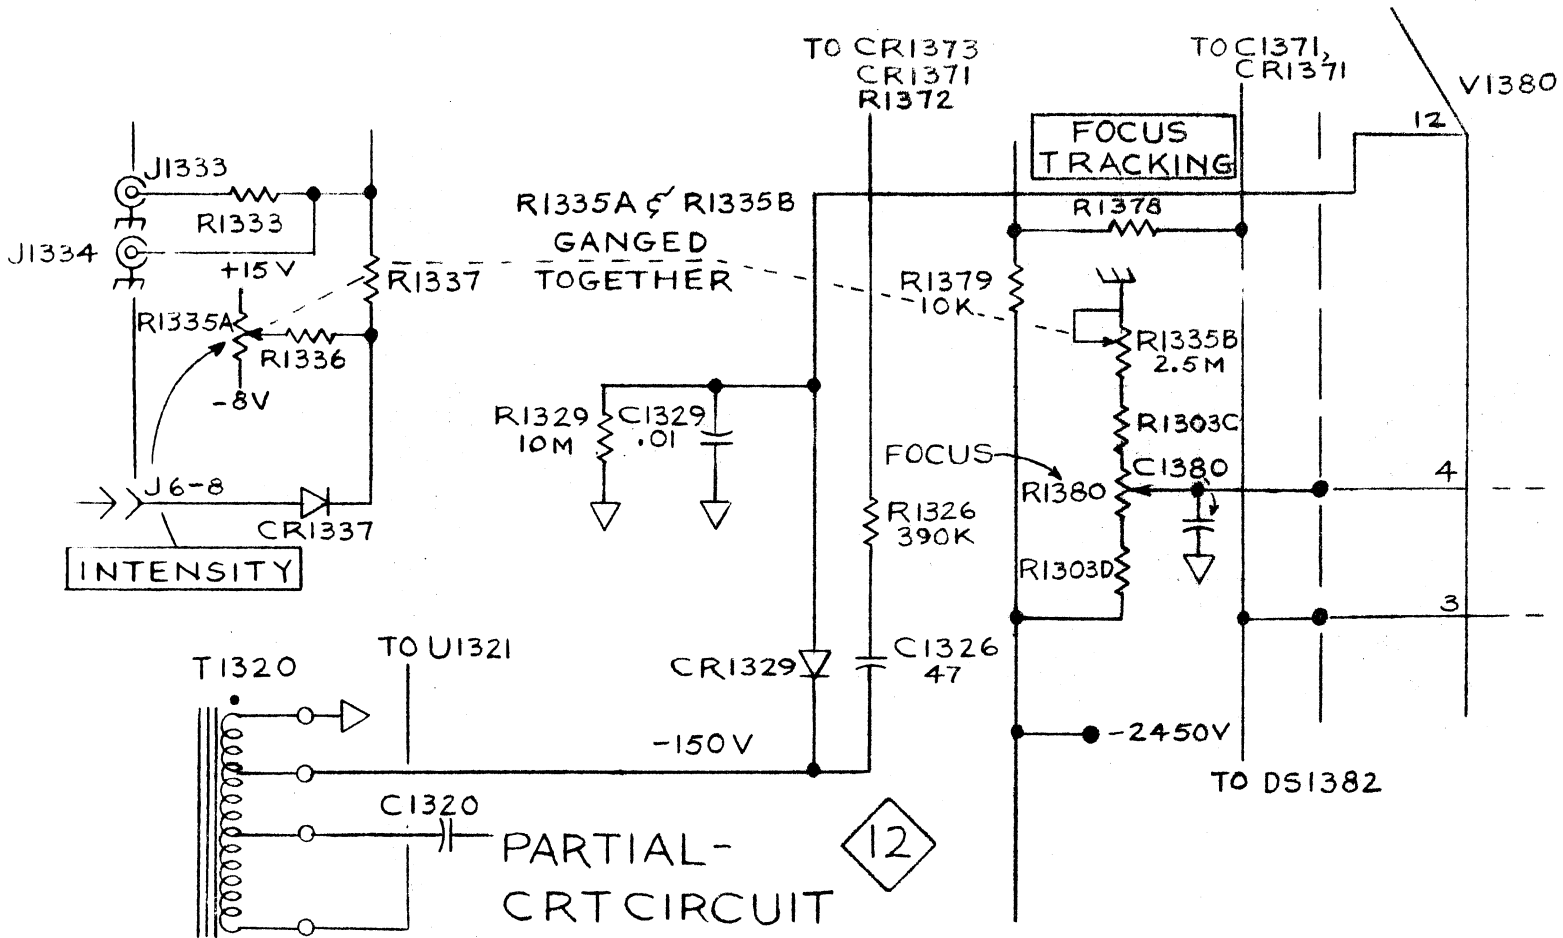 TO CR1373
CR1371
R1372
TO C1371,
CR1371
V1380
12
FOCUS
TRACKING
J1333
R1333
J1334
+15V
R1335A & R1335B
GANGED
TOGETHER
R1378
R1337
R1379
10K
R1335A
R1336
-8V
R1335B
2.5M
R1329
10M
C1329
.01
R1303C
FOCUS
C1380
R1380
4
J6-8
CR1337
INTENSITY
R1326
390K
R1303D
3
T1320
TO U1321
CR1329
C1326
47
-150V
-2450V
TO DS1382
C1320
PARTIAL-
CRT CIRCUIT
12